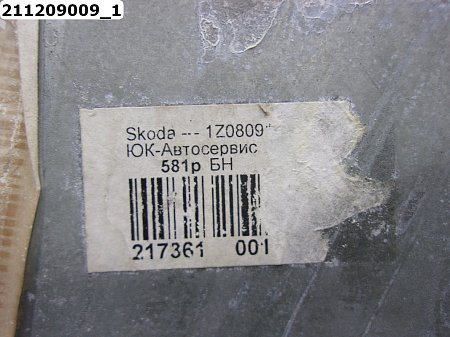 211209009_1
Skoda --- 1Z0809
ЮК-Автосервис
581р БН
217361 001